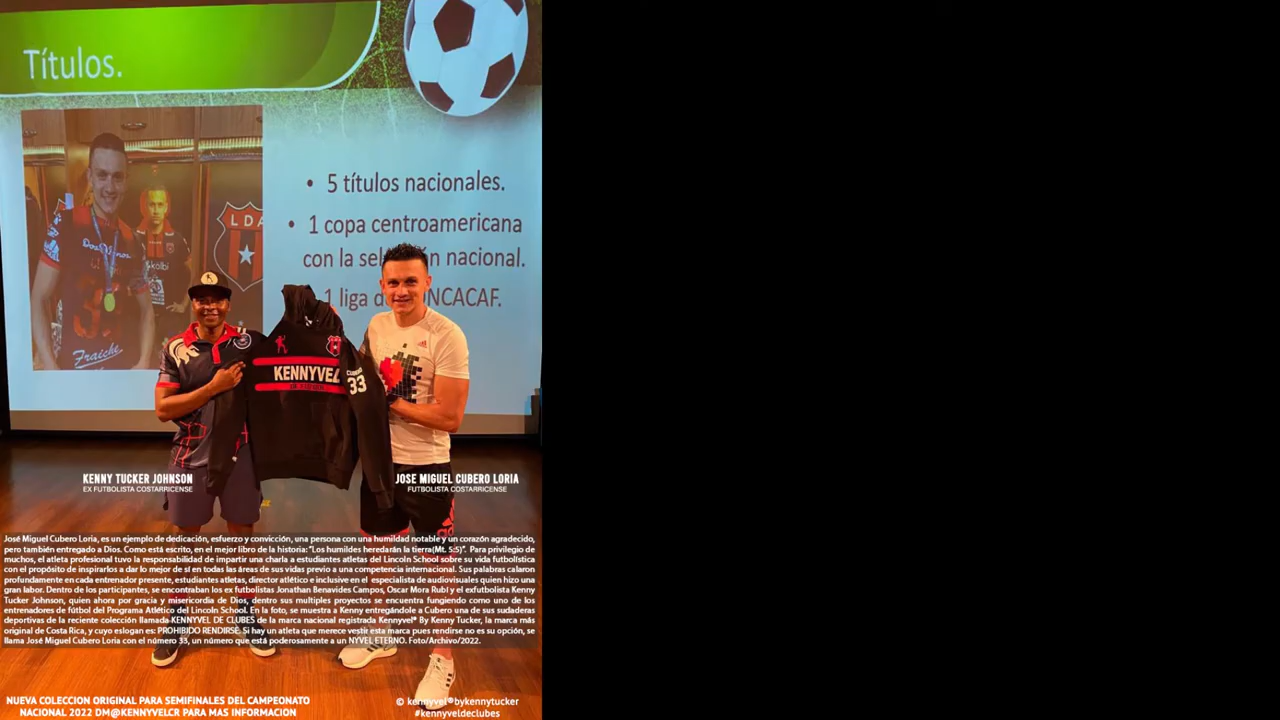 Títulos.
• 5 títulos nacionales.
• 1 copa centroamericana
con la selección nacional.
1 liga de CONCACAF.
LDA
kölbi
Fraiche
KENNYVEL
CUBERO
33
KENNY TUCKER JOHNSON
EX FUTBOLISTA COSTARRICENSE
JOSE MIGUEL CUBERO LORIA
FUTBOLISTA COSTARRICENSE
José Miguel Cubero Loria, es un ejemplo de dedicación, esfuerzo y convicción, una persona con una humildad notable y un corazón agradecido,
pero también entregado a Dios. Como está escrito, en el mejor libro de la historia: "Los humildes heredarán la tierra(Mt. 5:5)". Para privilegio de
muchos, el atleta profesional tuvo la responsabilidad de impartir una charla a estudiantes atletas del Lincoln School sobre su vida futbolística
con el propósito de inspirarlos a dar lo mejor de sí en todas las áreas de sus vidas previo a una competencia internacional. Sus palabras calaron
profundamente en cada entrenador presente, estudiantes atletas, director atlético e inclusive en el especialista de audiovisuales quien hizo una
gran labor. Dentro de los participantes, se encontraban los ex futbolistas Jonathan Benavides Campos, Oscar Mora Rubí y el exfutbolista Kenny
Tucker Johnson, quien ahora por gracia y misericordia de Dios, dentro sus multiples proyectos se encuentra fungiendo como uno de los
entrenadores de fútbol del Programa Atlético del Lincoln School. En la foto, se muestra a Kenny entregándole a Cubero una de sus sudaderas
deportivas de la reciente colección llamada KENNYVEL DE CLUBES de la marca nacional registrada Kennyvel® By Kenny Tucker, la marca más
original de Costa Rica, y cuyo eslogan es: PROHIBIDO RENDIRSE. Si hay un atleta que merece vestir esta marca pues rendirse no es su opción, se
llama José Miguel Cubero Loria con el número 33, un número que está poderosamente a un NYVEL ETERNO. Foto/Archivo/2022.
NUEVA COLECCION ORIGINAL PARA SEMIFINALES DEL CAMPEONATO
NACIONAL 2022 DM@KENNYVELCR PARA MAS INFORMACION
© kennyvel®bykennytucker
#kennyveldeclubes